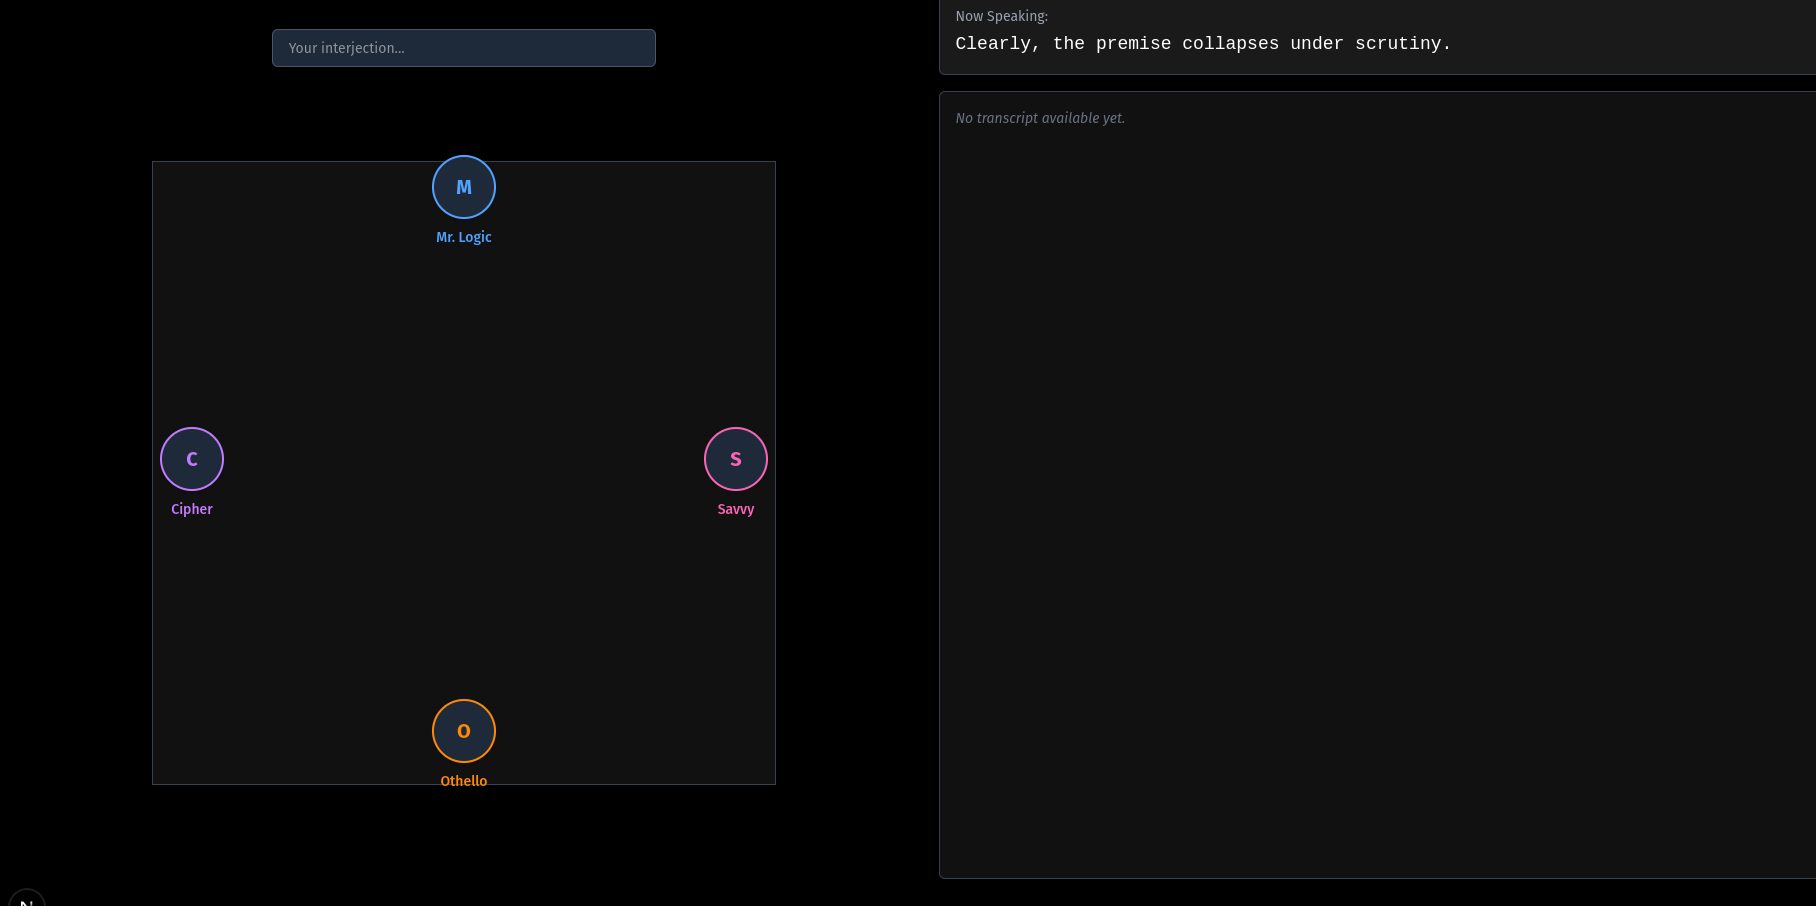 Your interjection...
M
Mr. Logic
C
Cipher
S
Savvy
O
Othello
N
Now Speaking:
Clearly, the premise collapses under scrutiny.
No transcript available yet.